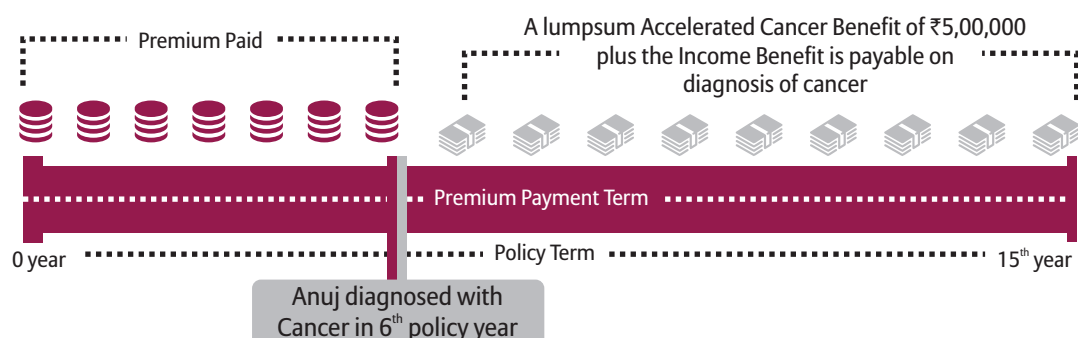 Premium Paid
A lumpsum Accelerated Cancer Benefit of ₹5,00,000
plus the Income Benefit is payable on
diagnosis of cancer
Premium Payment Term
0 year
Policy Term
15th year
Anuj diagnosed with
Cancer in 6th policy year